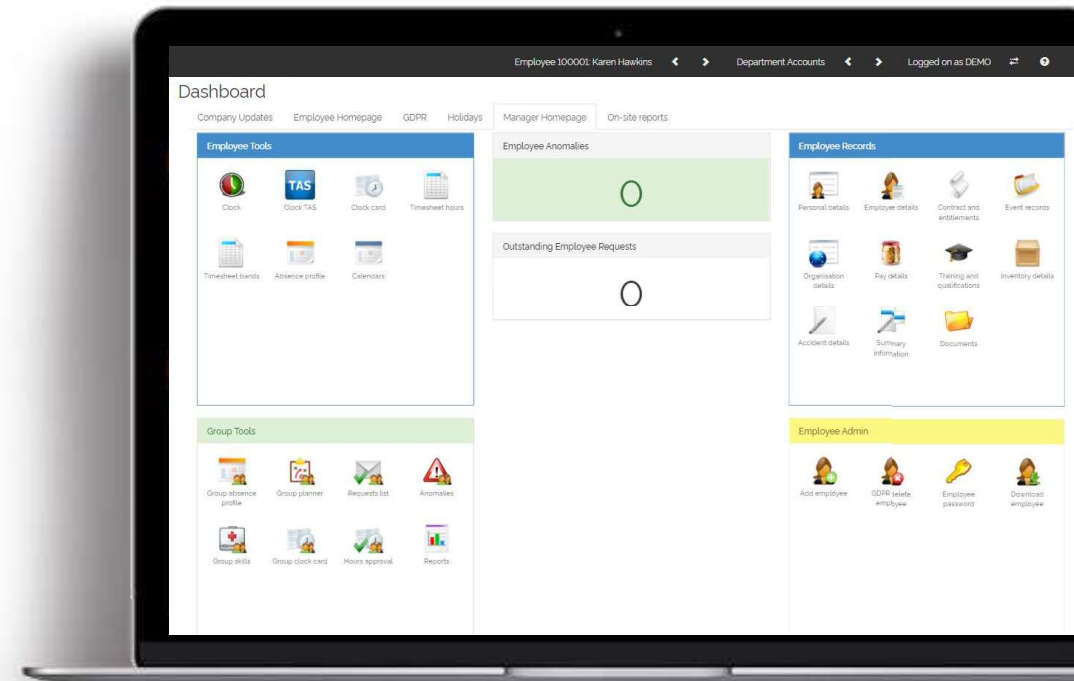 Employee 100001: Karen Hawkins
Department Accounts
Logged on as DEMO
Dashboard
Company Updates
Employee Homepage
GDPR
Holidays
Manager Homepage
On-site reports
Employee Tools
Clock
TAS
Clock TAS
Clock card
Timesheet hours
Timesheet bands
Absence profile
Calendars
Employee Anomalies
0
Outstanding Employee Requests
0
Employee Records
Personal details
Employee details
Contract and
entitlements
Event records
Organisation
details
Pay details
Training and
qualifications
Inventory details
Accident details
Summary
information
Documents
Group Tools
Group absence
profile
Group planner
Requests list
Anomalies
Group skills
Group clock card
Hours approval
Reports
Employee Admin
Add employee
GDPR delete
employee
Employee
password
Download
employee